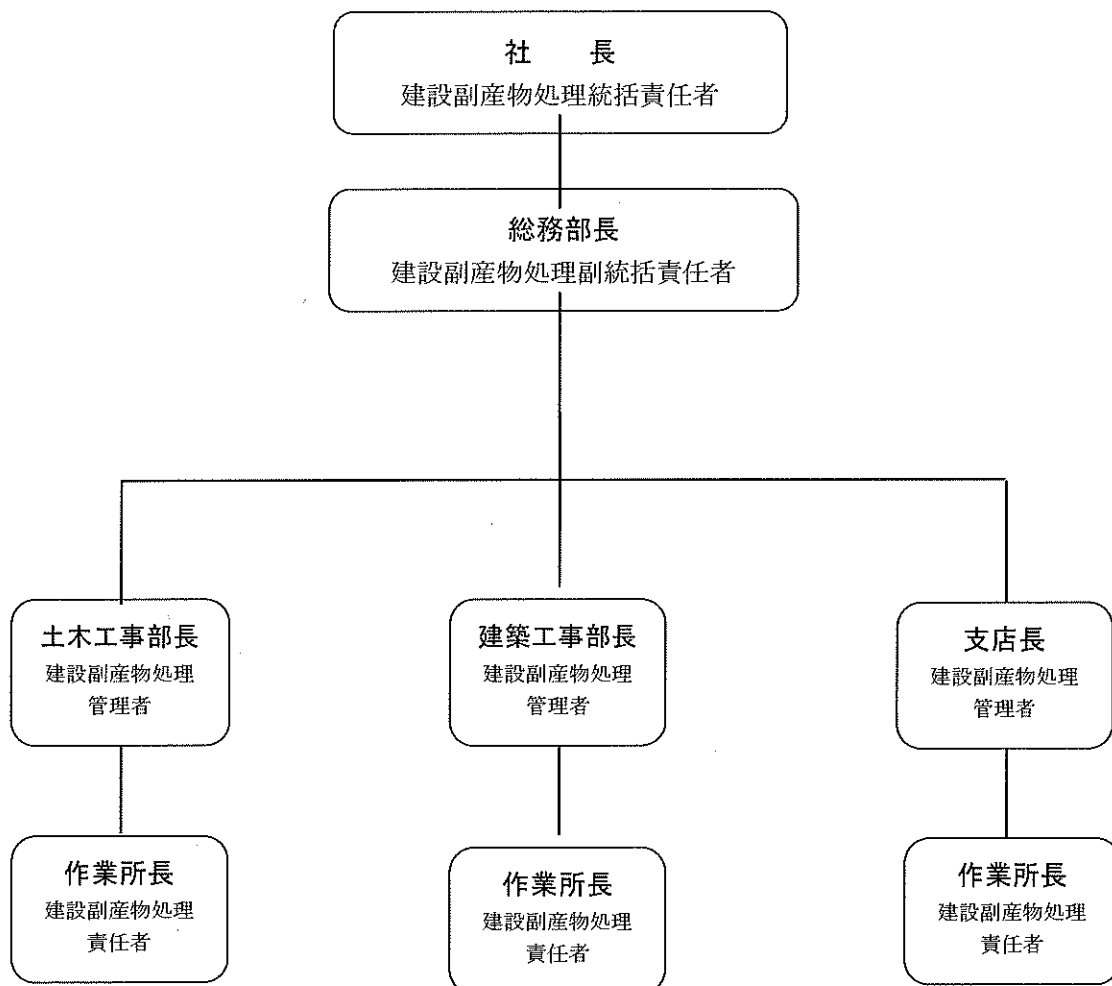 社　　長
建設副産物処理統括責任者
総務部長
建設副産物処理副統括責任者
土木工事部長
建設副産物処理
管理者
建築工事部長
建設副産物処理
管理者
支店長
建設副産物処理
管理者
作業所長
建設副産物処理
責任者
作業所長
建設副産物処理
責任者
作業所長
建設副産物処理
責任者